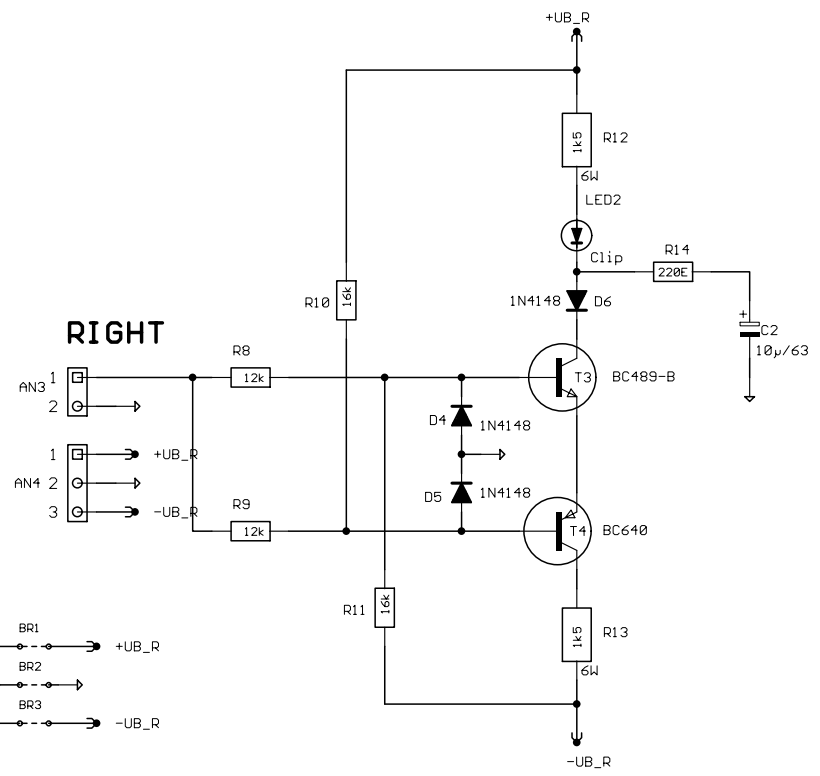 +UB_R
1k5
R12
6W
LED2
Clip
R14
220E
R10
16k
1N4148
D6
+
C2
10µ/63
RIGHT
R8
12k
AN3
1
2
T3
BC489-B
D4
1N4148
AN4
1
+UB_R
2
3
-UB_R
D5
1N4148
R9
12k
T4
BC640
R11
16k
1k5
R13
6W
BR1
+UB_R
BR2
BR3
-UB_R
-UB_R